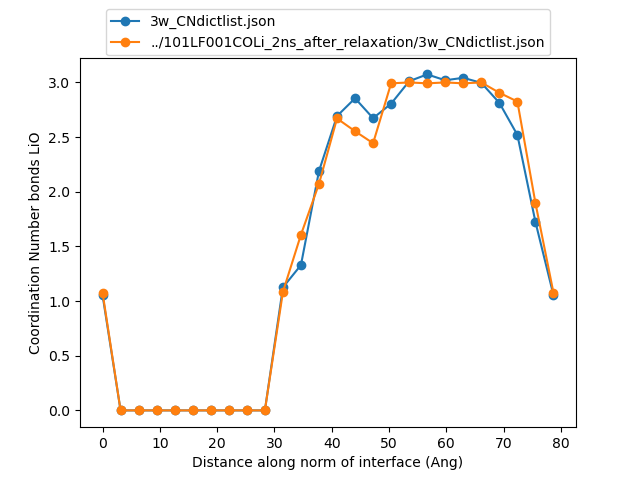 3w_CNdictlist.json
../101LF001COLi_2ns_after_relaxation/3w_CNdictlist.json
3.0
2.5
2.0
1.5
1.0
0.5
0.0
Coordination Number bonds LiO
0 10 20 30 40 50 60 70 80
Distance along norm of interface (Ang)